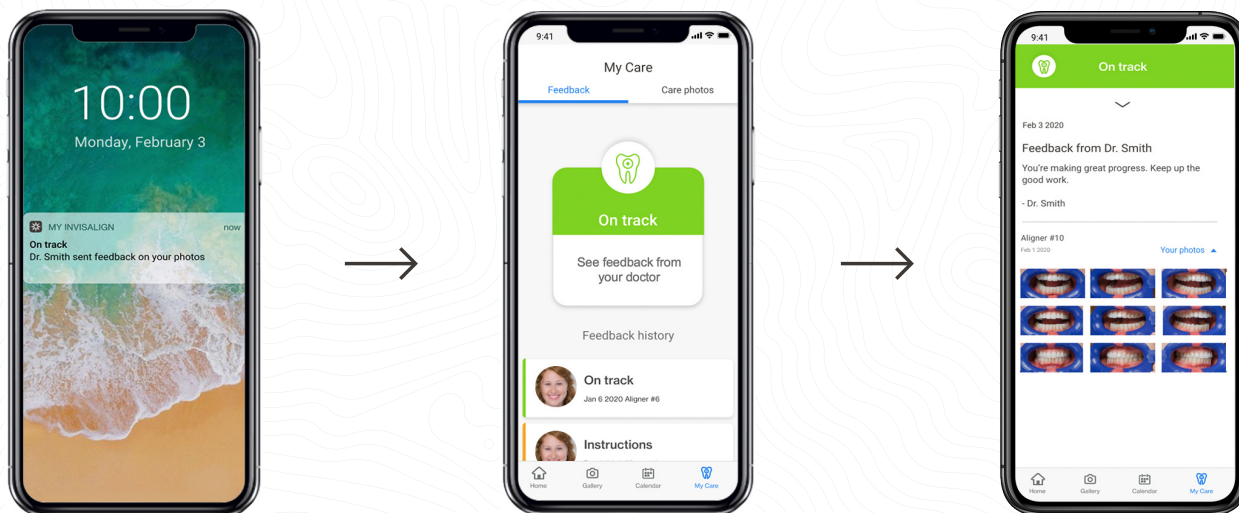 10:00
Monday, February 3
MY INVISALIGN
now
On track
Dr. Smith sent feedback on your photos
9:41
My Care
Feedback
Care photos
On track
See feedback from
your doctor
Feedback history
On track
Jan 6 2020 Aligner #6
Instructions
Home
Gallery
Calendar
My Care
9:41
On track
Feb 3 2020
Feedback from Dr. Smith
You're making great progress. Keep up the
good work.
- Dr. Smith
Aligner #10
Feb 1 2020
Your photos
Home
Gallery
Calendar
My Care